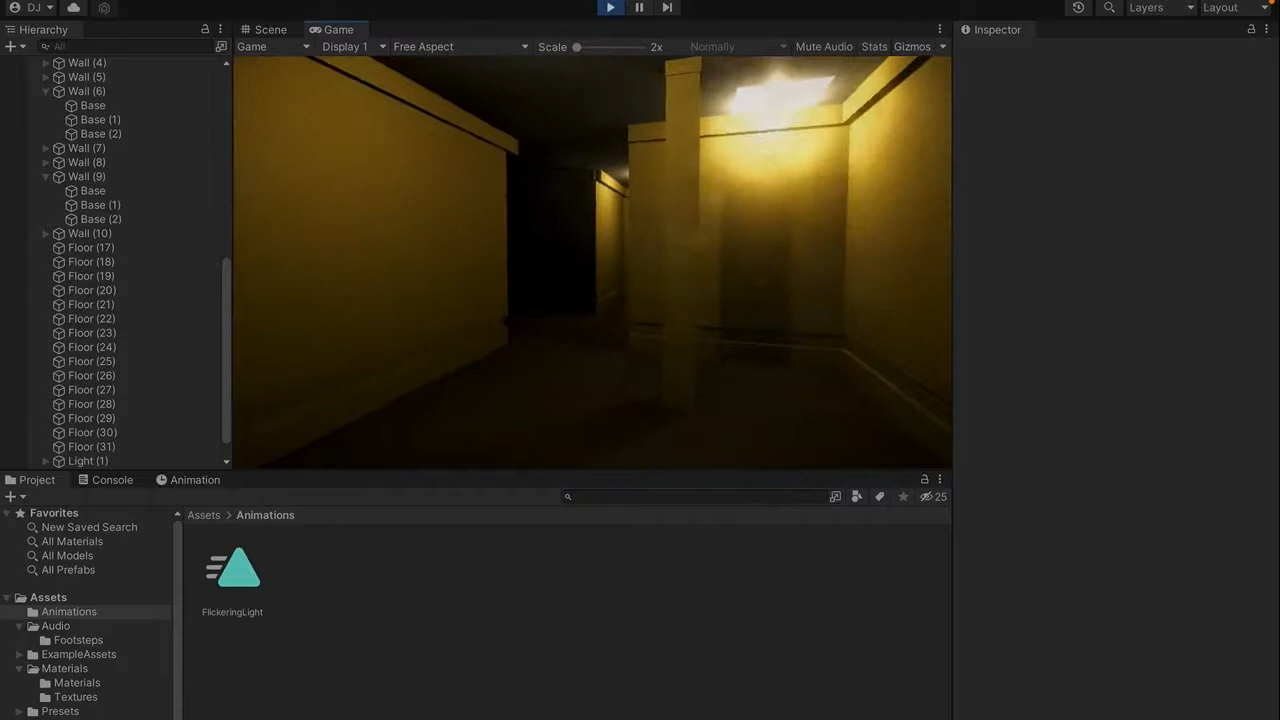 DJ
Layers
Layout
Hierarchy
Scene
Game
Inspector
All
Game
Display 1
Free Aspect
Scale
2x
Normally
Mute Audio
Stats
Gizmos
Wall (4)
Wall (5)
Wall (6)
Base
Base (1)
Base (2)
Wall (7)
Wall (8)
Wall (9)
Base
Base (1)
Base (2)
Wall (10)
Floor (17)
Floor (18)
Floor (19)
Floor (20)
Floor (21)
Floor (22)
Floor (23)
Floor (24)
Floor (25)
Floor (26)
Floor (27)
Floor (28)
Floor (29)
Floor (30)
Floor (31)
Light (1)
Project
Console
Animation
25
Favorites
New Saved Search
All Materials
All Models
All Prefabs
Assets
Animations
Audio
Footsteps
ExampleAssets
Materials
Materials
Textures
Presets
Assets > Animations
FlickeringLight